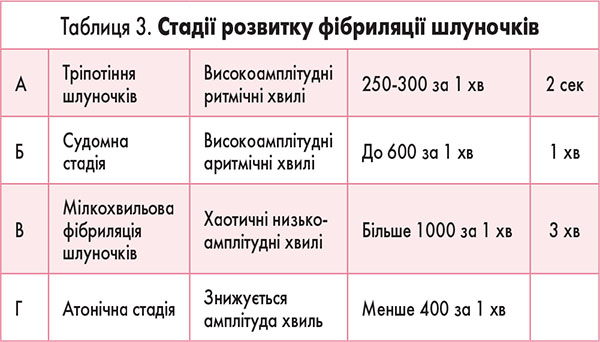 Таблиця 3. Стадії розвитку фібриляції шлуночків
А
Тріпотіння
шлуночків
Високоамплітудні
ритмічні хвилі
250-300 за 1 хв
2 сек
Б
Судомна
стадія
Високоамплітудні
аритмічні хвилі
До 600 за 1 хв
1 хв
В
Мілкохвильова
фібриляція
шлуночків
Хаотичні низько-
амплітудні хвилі
Більше 1000 за 1 хв
3 хв
Г
Атонічна стадія
Знижується
амплітуда хвиль
Менше 400 за 1 хв